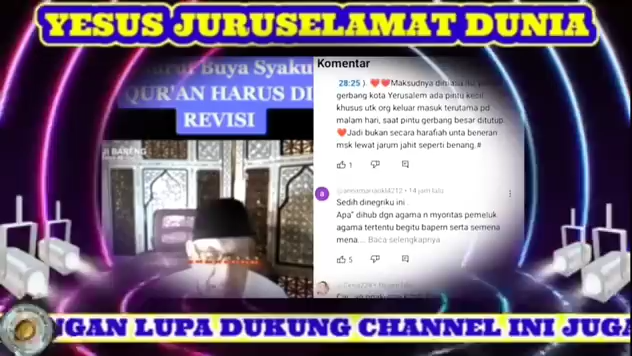 YESUS JURUSELAMAT DUNIA
Buya Syaku
QUR'AN HARUS DI
REVISI
Komentar
28:25 ) ❤️❤️Maksudnya
gerbang kota Yerusalem ada pintu kecil
khusus utk org keluar masuk terutama pd
malam hari, saat pintu gerbang besar ditutup.
❤️Jadi bukan secara harafiah unta beneran
msk lewat jarum jahit seperti benang.#
1
a
14 jam lalu
Sedih dinegriku ini .
Apa" dihub dgn agama n myoritas pemeluk
agama tertentu begitu bapern serta semena
mena.... Baca selengkapnya
5
NGAN LUPA DUKUNG CHANNEL INI JUGA